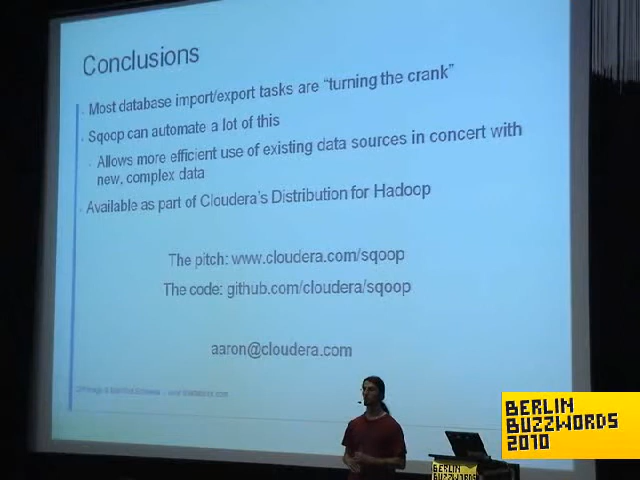 Conclusions
Most database import/export tasks are “turning the crank”
Sqoop can automate a lot of this
Allows more efficient use of existing data sources in concert with
new, complex data
Available as part of Cloudera's Distribution for Hadoop
The pitch: www.cloudera.com/sqoop
The code: github.com/cloudera/sqoop
aaron@cloudera.com
BERLIN
BUZZWORDS
2010
BERLIN
BUZZWORDS